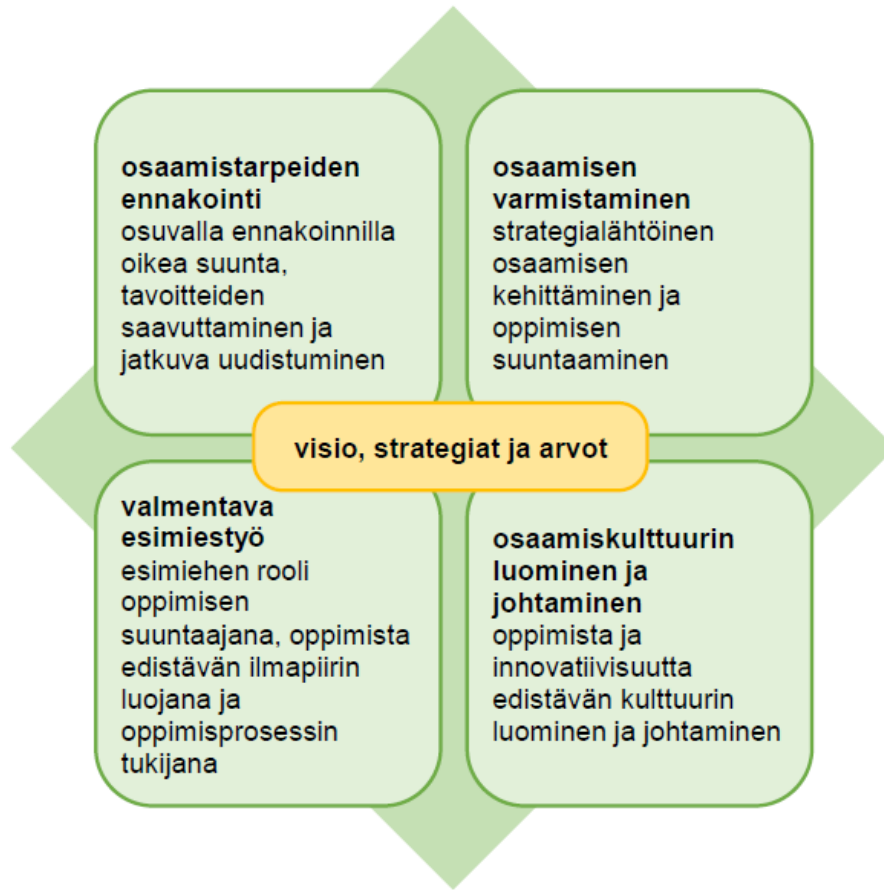 osaamistarpeiden
ennakointi
osuvalla ennakoinnilla
oikea suunta,
tavoitteiden
saavuttaminen ja
jatkuva uudistuminen
osaamisen
varmistaminen
strategialähtöinen
osaamisen
kehittäminen ja
oppimisen
suuntaaminen
visio, strategiat ja arvot
valmentava
esimiestyö
esimiehen rooli
oppimisen
suuntaajana, oppimista
edistävän ilmapiirin
luojana ja
oppimisprosessin
tukijana
osaamiskulttuurin
luominen ja
johtaminen
oppimista ja
innovatiivisuutta
edistävän kulttuurin
luominen ja johtaminen